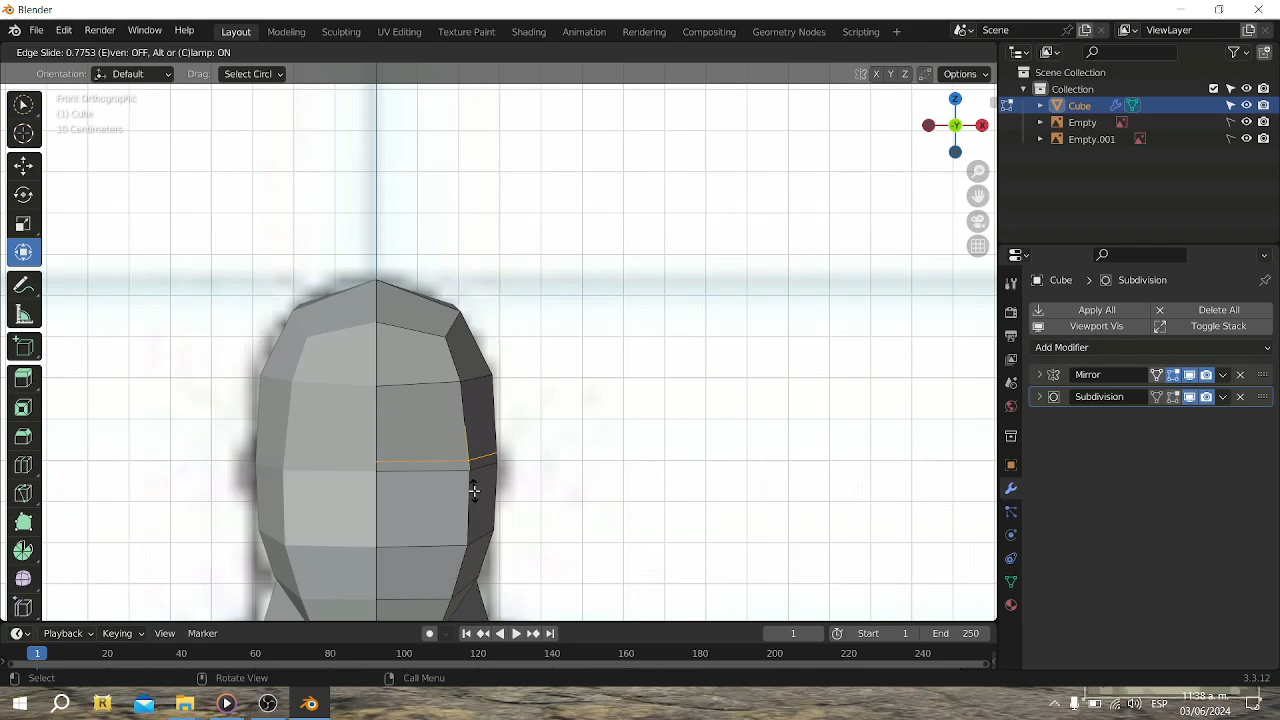 Blender
File Edit Render Window Help Layout Modeling Sculpting UV Editing Texture Paint Shading Animation Rendering Compositing Geometry Nodes Scripting + Scene ViewLayer
Edge Slide: 0.7753 (E)ven: OFF, Alt or (C)lamp: ON
Orientation: Default Drag: Select Circl X Y Z Options
Scene Collection
Collection
Cube
Empty
Empty.001
Front Orthographic
(1) Cube
10 Centimeters
Z
-Y
X
Cube > Subdivision
Apply All Delete All
Viewport Vis Toggle Stack
Add Modifier
Mirror
Subdivision
Playback Keying View Marker 1 Start 1 End 250
1 20 40 60 80 100 120 140 160 180 200 220 240
Select Rotate View Call Menu 3.3.12
R ESP 11:38 a. m.
03/06/2024